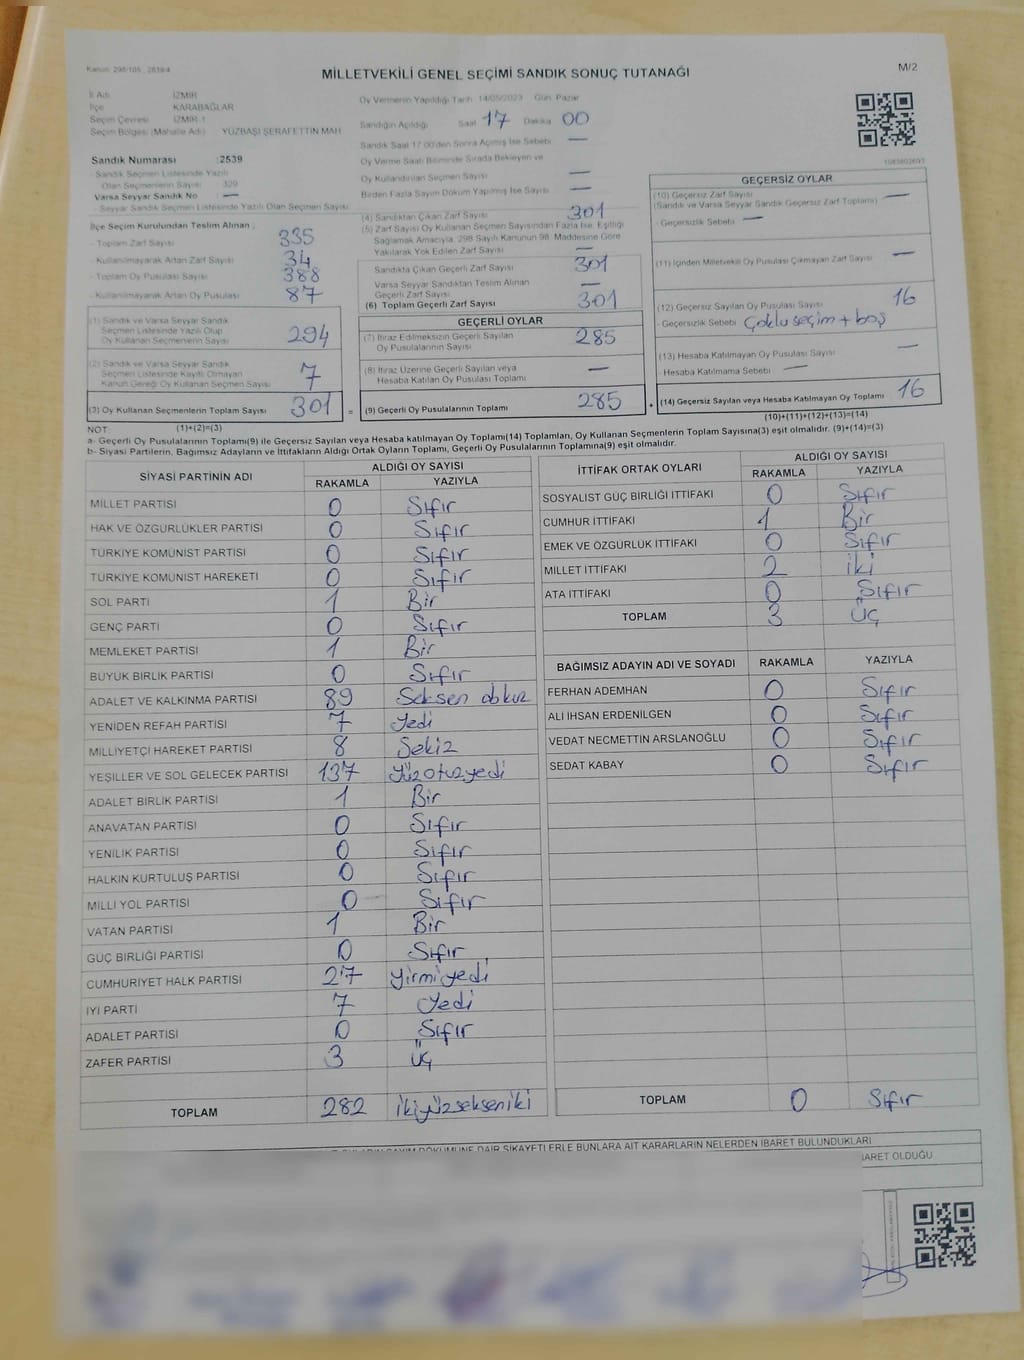 Kanun: 298/105 , 2839/4
MİLLETVEKİLİ GENEL SEÇİMİ SANDIK SONUÇ TUTANAĞI
M/2
İl Adı İZMİR
İlçe KARABAĞLAR
Seçim Çevresi İZMİR-1
Seçim Bölgesi (Mahalle Adı) YÜZBAŞI ŞERAFETTİN MAH
Sandık Numarası :2539
- Sandık Seçmen Listesinde Yazılı
Olan Seçmenlerin Sayısı 329
Varsa Seyyar Sandık No —
- Seyyar Sandık Seçmen Listesinde Yazılı Olan Seçmen Sayısı
İlçe Seçim Kurulundan Teslim Alınan ;
- Toplam Zarf Sayısı 335
- Kullanılmayarak Artan Zarf Sayısı 34
- Toplam Oy Pusulası Sayısı 388
- Kullanılmayarak Artan Oy Pusulası 87
(1) Sandık ve Varsa Seyyar Sandık
Seçmen Listesinde Yazılı Olup
Oy Kullanan Seçmenlerin Sayısı 294
(2) Sandık ve Varsa Seyyar Sandık
Seçmen Listesinde Kayıtlı Olmayan
Kanun Gereği Oy Kullanan Seçmen Sayısı 7
(3) Oy Kullanan Seçmenlerin Toplam Sayısı 301 =
Oy Vermenin Yapıldığı Tarih 14/05/2023 Gün Pazar
Sandığın Açıldığı Saat 17 Dakika 00
Sandık Saat 17:00'den Sonra Açılmış İse Sebebi —
Oy Verme Saati Bitiminde Sırada Bekleyen ve
Oy Kullandırılan Seçmen Sayısı —
Birden Fazla Sayım Döküm Yapılmış İse Sayısı —
(4) Sandıktan Çıkan Zarf Sayısı 301
(5) Zarf Sayısı Oy Kullanan Seçmen Sayısından Fazla İse, Eşitliği
Sağlamak Amacıyla, 298 Sayılı Kanunun 98. Maddesine Göre
Yakılarak Yok Edilen Zarf Sayısı —
Sandıkta Çıkan Geçerli Zarf Sayısı 301
Varsa Seyyar Sandıktan Teslim Alınan
Geçerli Zarf Sayısı —
(6) Toplam Geçerli Zarf Sayısı 301
GEÇERLİ OYLAR
(7) İtiraz Edilmeksizin Geçerli Sayılan
Oy Pusulalarının Sayısı 285
(8) İtiraz Üzerine Geçerli Sayılan veya
Hesaba Katılan Oy Pusulası Toplamı —
(9) Geçerli Oy Pusulalarının Toplamı 285 +
1083602693
GEÇERSİZ OYLAR
(10) Geçersiz Zarf Sayısı —
(Sandık ve Varsa Seyyar Sandık Geçersiz Zarf Toplamı)
- Geçersizlik Sebebi —
(11) İçinden Milletvekili Oy Pusulası Çıkmayan Zarf Sayısı —
(12) Geçersiz Sayılan Oy Pusulası Sayısı 16
- Geçersizlik Sebebi Çoklu seçim + boş
(13) Hesaba Katılmayan Oy Pusulası Sayısı —
- Hesaba Katılmama Sebebi —
(14) Geçersiz Sayılan veya Hesaba Katılmayan Oy Toplamı 16
NOT: (1)+(2)=(3)
(10)+(11)+(12)+(13)=(14)
a- Geçerli Oy Pusulalarının Toplamı(9) ile Geçersiz Sayılan veya Hesaba katılmayan Oy Toplamı(14) Toplamları, Oy Kullanan Seçmenlerin Toplam Sayısına(3) eşit olmalıdır. (9)+(14)=(3)
b- Siyasi Partilerin, Bağımsız Adayların ve İttifakların Aldığı Ortak Oyların Toplamı, Geçerli Oy Pusulalarının Toplamına(9) eşit olmalıdır.
SİYASİ PARTİNİN ADI
ALDIĞI OY SAYISI
RAKAMLA YAZIYLA
MİLLET PARTİSİ 0 Sıfır
HAK VE ÖZGÜRLÜKLER PARTİSİ 0 Sıfır
TÜRKİYE KOMÜNİST PARTİSİ 0 Sıfır
TÜRKİYE KOMÜNİST HAREKETİ 0 Sıfır
SOL PARTİ 1 Bir
GENÇ PARTİ 0 Sıfır
MEMLEKET PARTİSİ 1 Bir
BÜYÜK BİRLİK PARTİSİ 0 Sıfır
ADALET VE KALKINMA PARTİSİ 89 Seksen dokuz
YENİDEN REFAH PARTİSİ 7 Yedi
MİLLİYETÇİ HAREKET PARTİSİ 8 Sekiz
YEŞİLLER VE SOL GELECEK PARTİSİ 137 Yüzotuzyedi
ADALET BİRLİK PARTİSİ 1 Bir
ANAVATAN PARTİSİ 0 Sıfır
YENİLİK PARTİSİ 0 Sıfır
HALKIN KURTULUŞ PARTİSİ 0 Sıfır
MİLLİ YOL PARTİSİ 0 Sıfır
VATAN PARTİSİ 1 Bir
GÜÇ BİRLİĞİ PARTİSİ 0 Sıfır
CUMHURİYET HALK PARTİSİ 27 Yirmiyedi
İYİ PARTİ 7 Yedi
ADALET PARTİSİ 0 Sıfır
ZAFER PARTİSİ 3 Üç
TOPLAM 282 İkiyüzsekseniki
İTTİFAK ORTAK OYLARI
ALDIĞI OY SAYISI
RAKAMLA YAZIYLA
SOSYALİST GÜÇ BİRLİĞİ İTTİFAKI 0 Sıfır
CUMHUR İTTİFAKI 1 Bir
EMEK VE ÖZGÜRLÜK İTTİFAKI 0 Sıfır
MİLLET İTTİFAKI 2 iki
ATA İTTİFAKI 0 Sıfır
TOPLAM 3 Üç
BAĞIMSIZ ADAYIN ADI VE SOYADI RAKAMLA YAZIYLA
FERHAN ADEMHAN 0 Sıfır
ALİ İHSAN ERDENİLGEN 0 Sıfır
VEDAT NECMETTİN ARSLANOĞLU 0 Sıfır
SEDAT KABAY 0 Sıfır
TOPLAM 0 Sıfır
SAYIM DÖKÜMÜNE DAİR ŞİKAYETLERLE BUNLARA AİT KARARLARIN NELERDEN İBARET BULUNDUKLARI
İBARET OLDUĞU